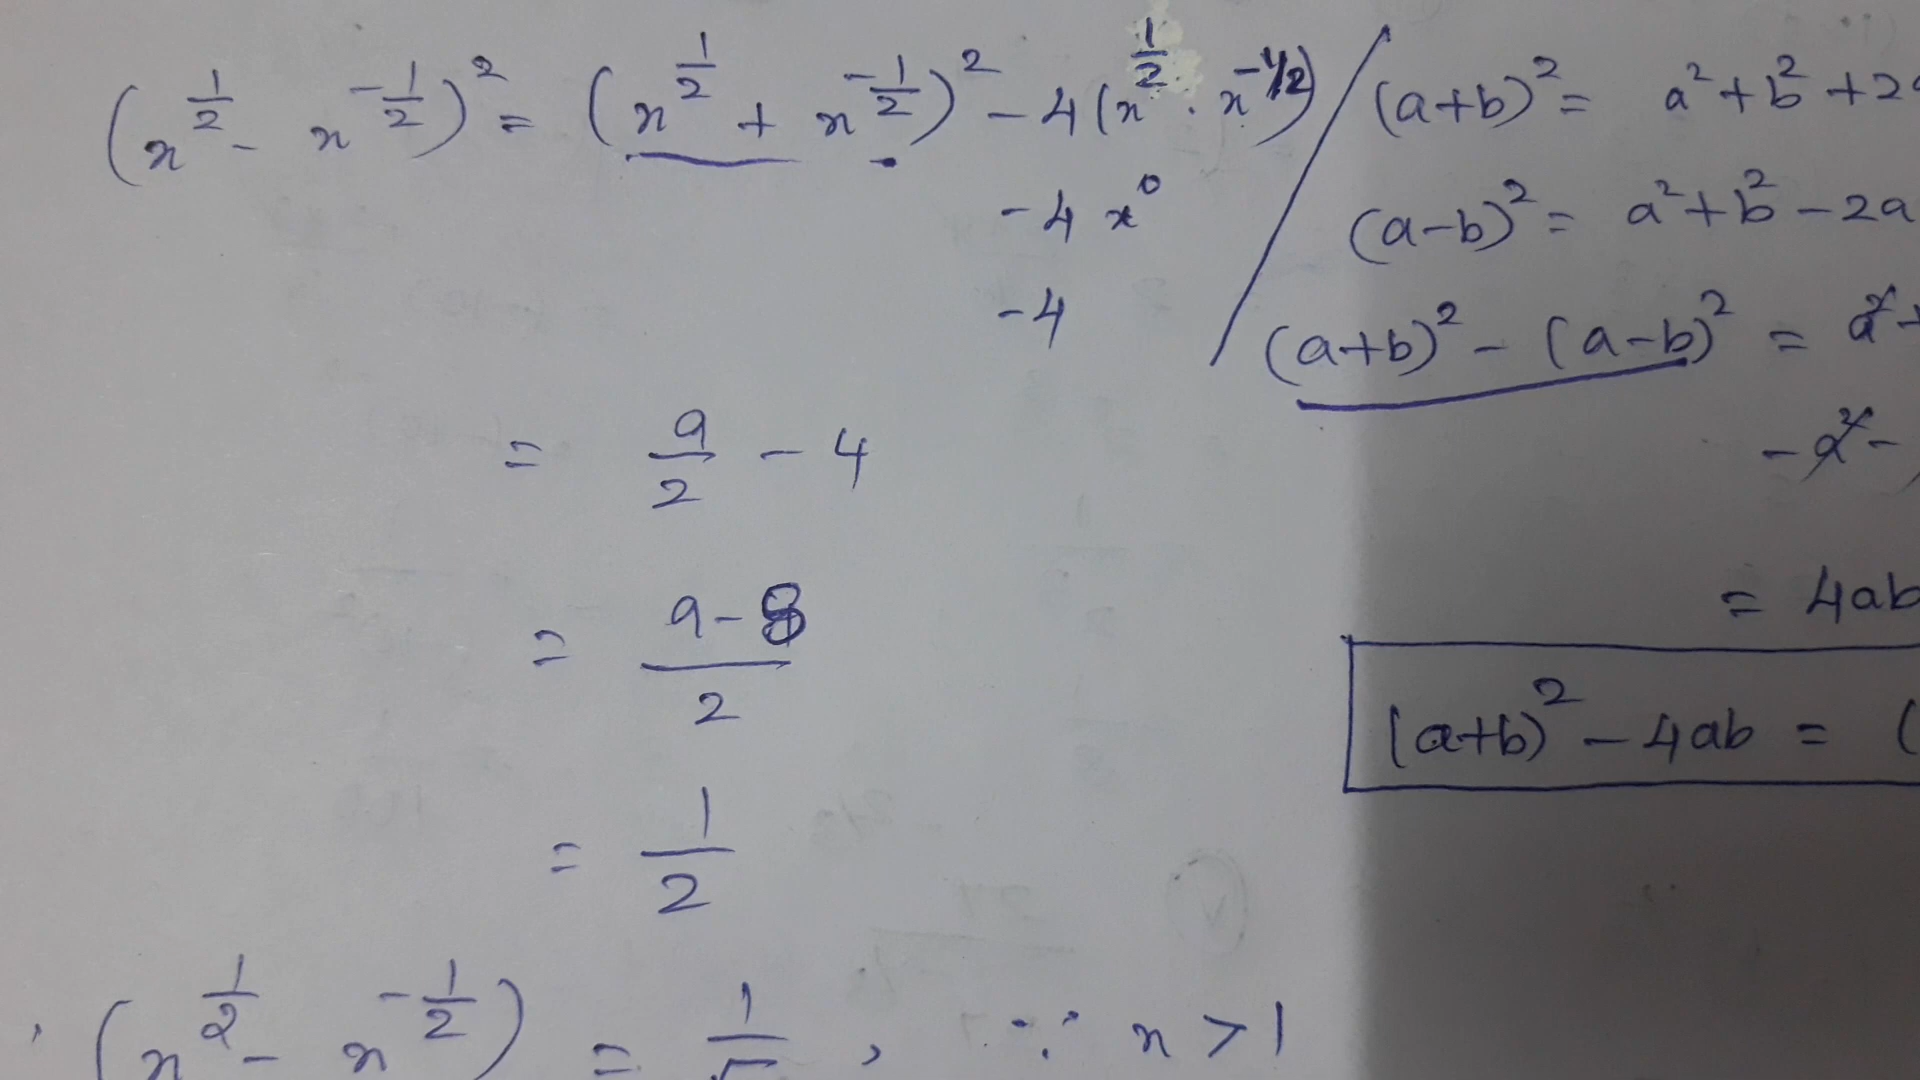 (x^{1/2} - x^{-1/2})^2 = (x^{1/2} + x^{-1/2})^2 - 4(x^{1/2} . x^{-1/2})
- 4 x^0
- 4
= 9/2 - 4
= (9-8)/2
= 1/2
(x^{1/2} - x^{-1/2}) = 1/√ , ∵ x > 1
(a+b)^2 = a^2 + b^2 + 2
(a-b)^2 = a^2 + b^2 - 2a
(a+b)^2 - (a-b)^2 = a^2 +
- a^2 -
= 4ab
(a+b)^2 - 4ab = (